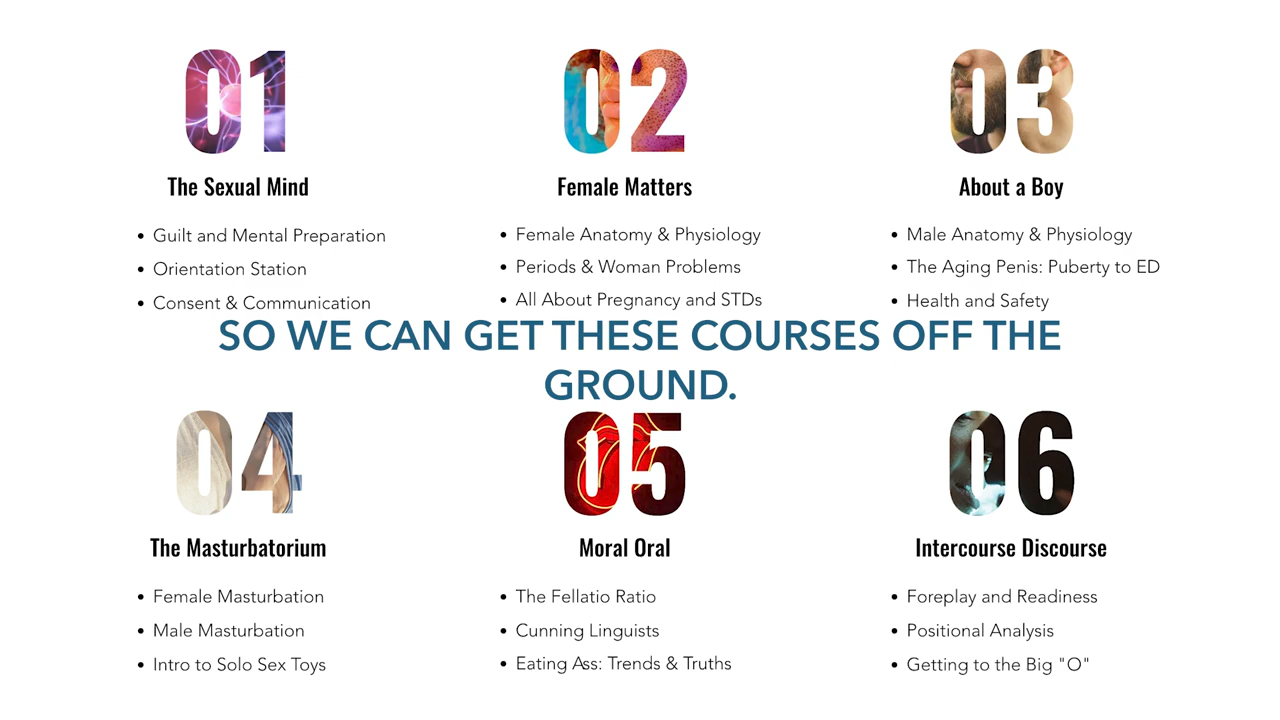 01
The Sexual Mind
• Guilt and Mental Preparation
• Orientation Station
• Consent & Communication
02
Female Matters
• Female Anatomy & Physiology
• Periods & Woman Problems
• All About Pregnancy and STDs
03
About a Boy
• Male Anatomy & Physiology
• The Aging Penis: Puberty to ED
• Health and Safety
SO WE CAN GET THESE COURSES OFF THE
GROUND.
04
The Masturbatorium
• Female Masturbation
• Male Masturbation
• Intro to Solo Sex Toys
05
Moral Oral
• The Fellatio Ratio
• Cunning Linguists
• Eating Ass: Trends & Truths
06
Intercourse Discourse
• Foreplay and Readiness
• Positional Analysis
• Getting to the Big "O"